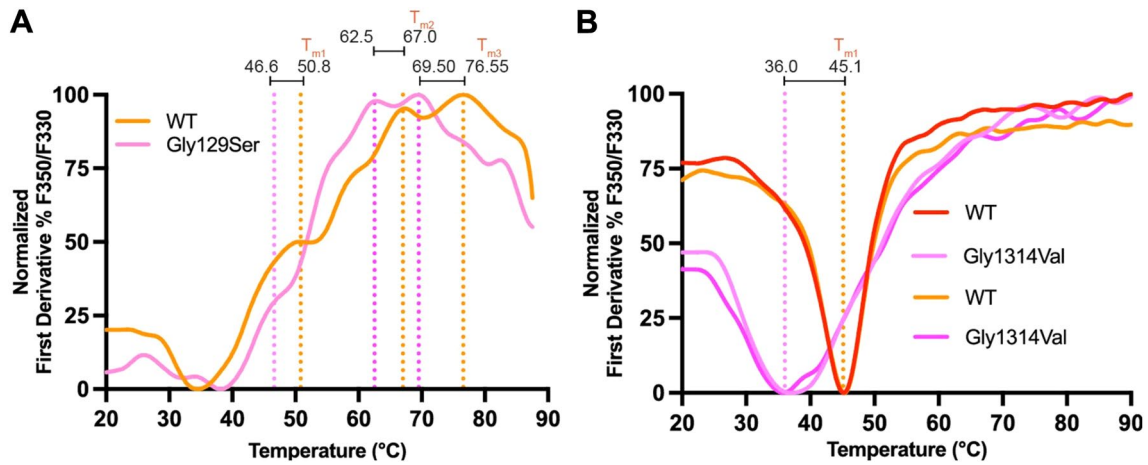 A
Tm1
Tm2
Tm3
62.5 67.0
46.6 50.8
69.50 76.55
Normalized
First Derivative % F350/F330
100
75
50
25
0
WT
Gly129Ser
20 30 40 50 60 70 80 90
Temperature (°C)
B
Tm1
36.0 45.1
Normalized
First Derivative % F350/F330
100
75
50
25
0
WT
Gly1314Val
WT
Gly1314Val
20 30 40 50 60 70 80 90
Temperature (°C)